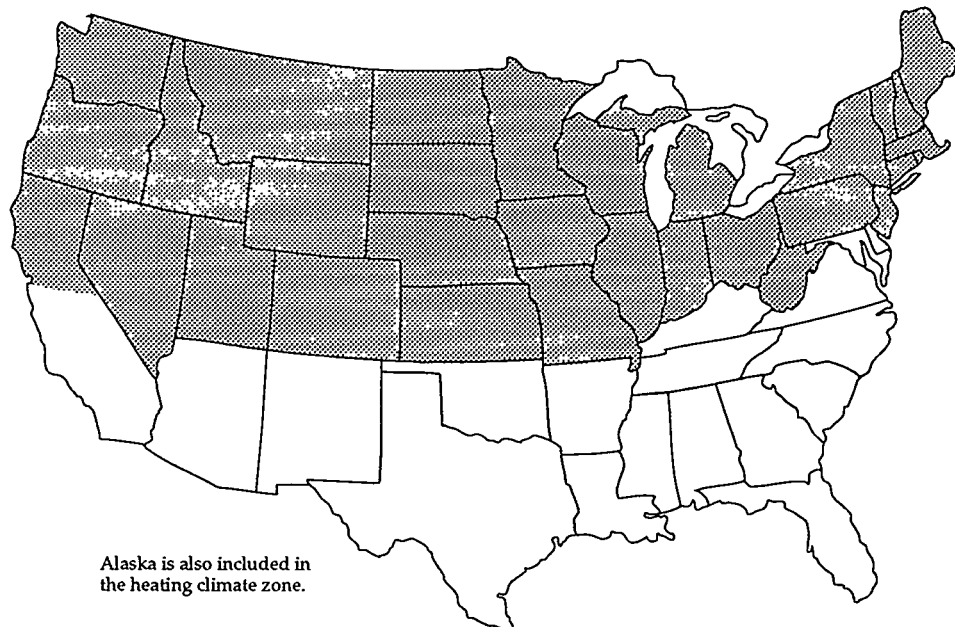 Alaska is also included in
the heating climate zone.